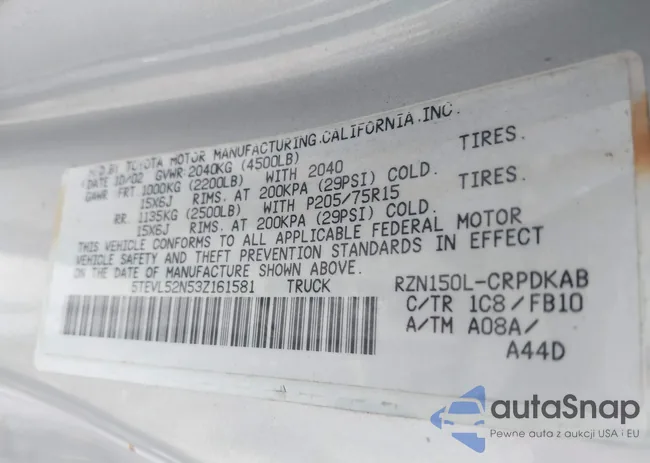 MFD.BY TOYOTA MOTOR MANUFACTURING.CALIFORNIA.INC.
DATE 10/02 GVWR 2040KG (4500LB)
GAWR FRT. 1000KG (2200LB) WITH 2040 TIRES.
15X6J RIMS. AT 200KPA (29PSI) COLD.
RR. 1135KG (2500LB) WITH P205/75R15 TIRES.
15X6J RIMS. AT 200KPA (29PSI) COLD.
THIS VEHICLE CONFORMS TO ALL APPLICABLE FEDERAL MOTOR
VEHICLE SAFETY AND THEFT PREVENTION STANDARDS IN EFFECT
ON THE DATE OF MANUFACTURE SHOWN ABOVE.
5TEVL52N53Z161581 TRUCK RZN150L-CRPDKAB
C/TR 1C8/FB10
A/TM A08A/
A44D
autaSnap
Pewne auta z aukcji USA i EU